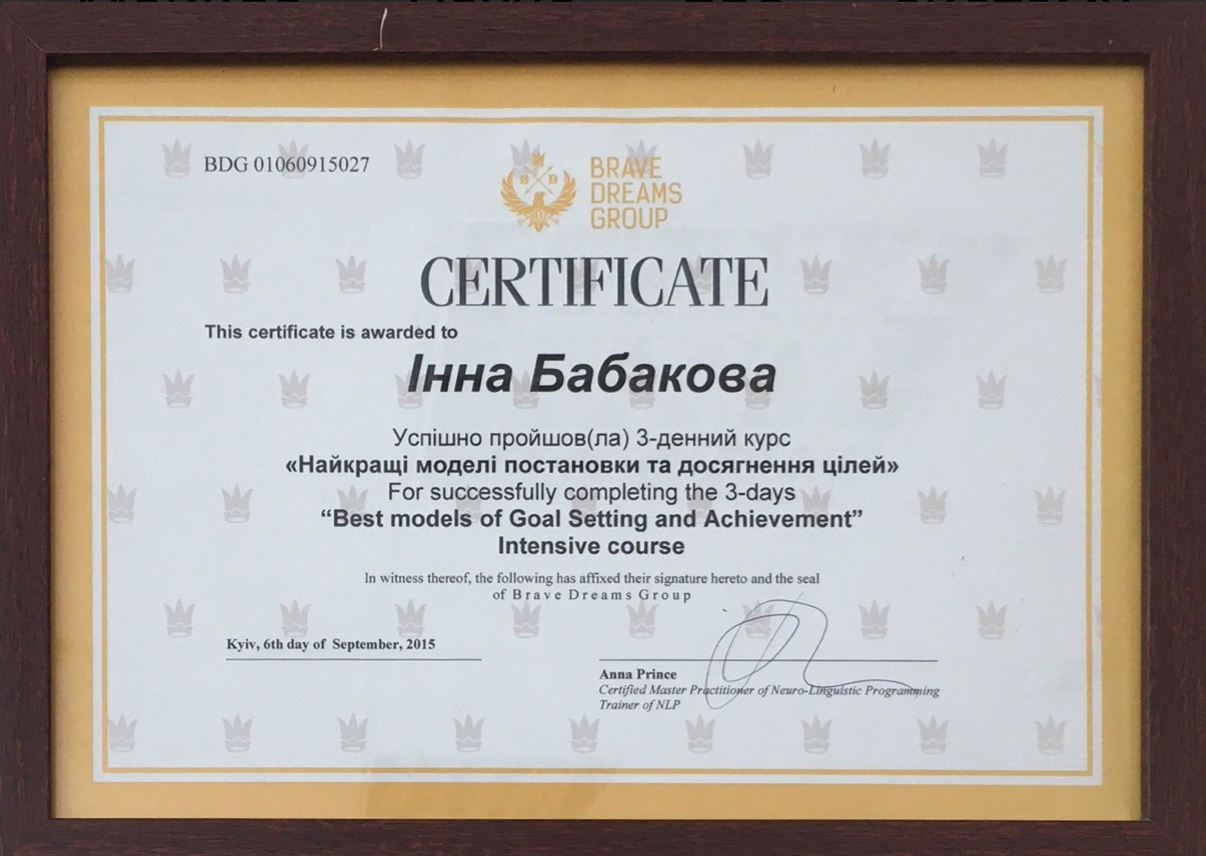 BDG 01060915027
BRAVE
DREAMS
GROUP
CERTIFICATE
This certificate is awarded to
Інна Бабакова
Успішно пройшов(ла) 3-денний курс
«Найкращі моделі постановки та досягнення цілей»
For successfully completing the 3-days
“Best models of Goal Setting and Achievement”
Intensive course
In witness thereof, the following has affixed their signature hereto and the seal
of Brave Dreams Group
Kyiv, 6th day of September, 2015
Anna Prince
Certified Master Practitioner of Neuro-Linguistic Programming
Trainer of NLP